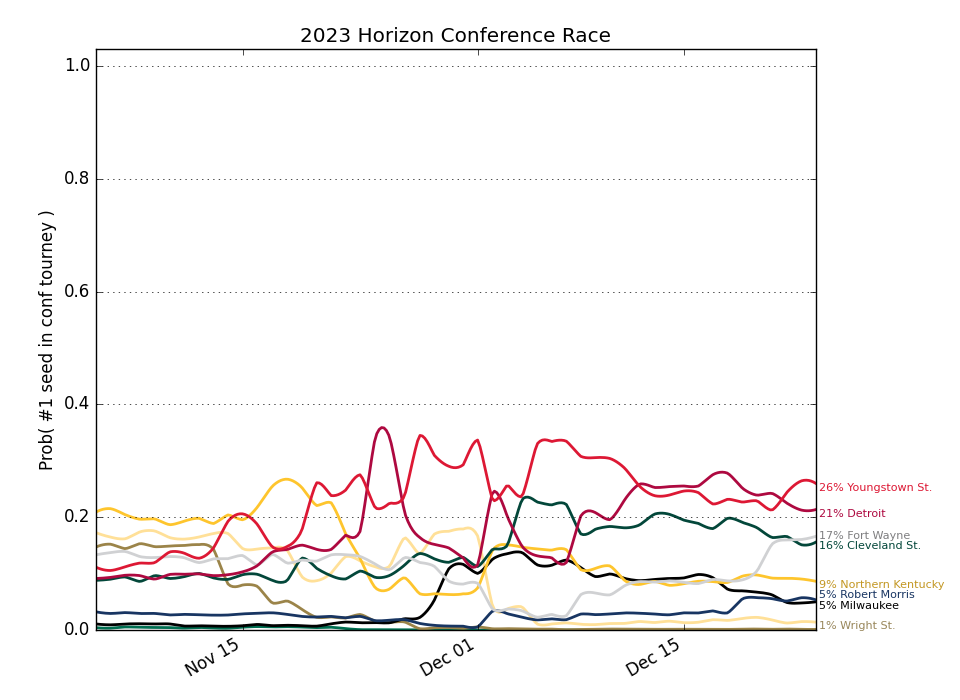 2023 Horizon Conference Race
1.0
0.8
0.6
0.4
0.2
0.0
Prob( #1 seed in conf tourney )
Nov 15
Dec 01
Dec 15
26% Youngstown St.
21% Detroit
17% Fort Wayne
16% Cleveland St.
9% Northern Kentucky
5% Robert Morris
5% Milwaukee
1% Wright St.